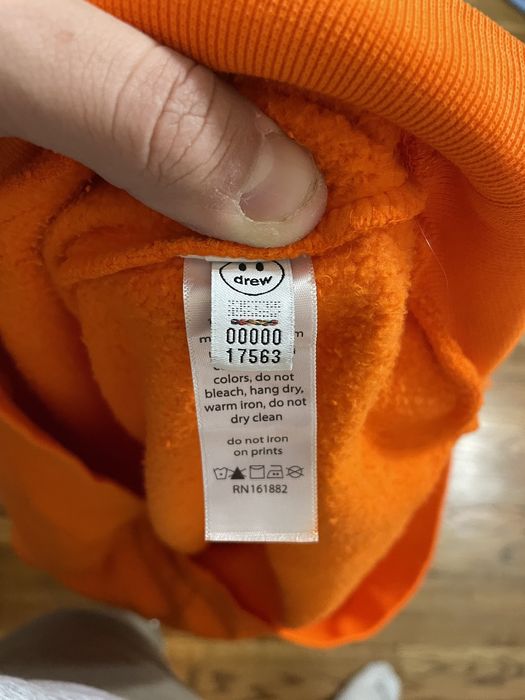 drew
00000
17563
colors, do not
bleach, hang dry,
warm iron, do not
dry clean
do not iron
on prints
RN161882